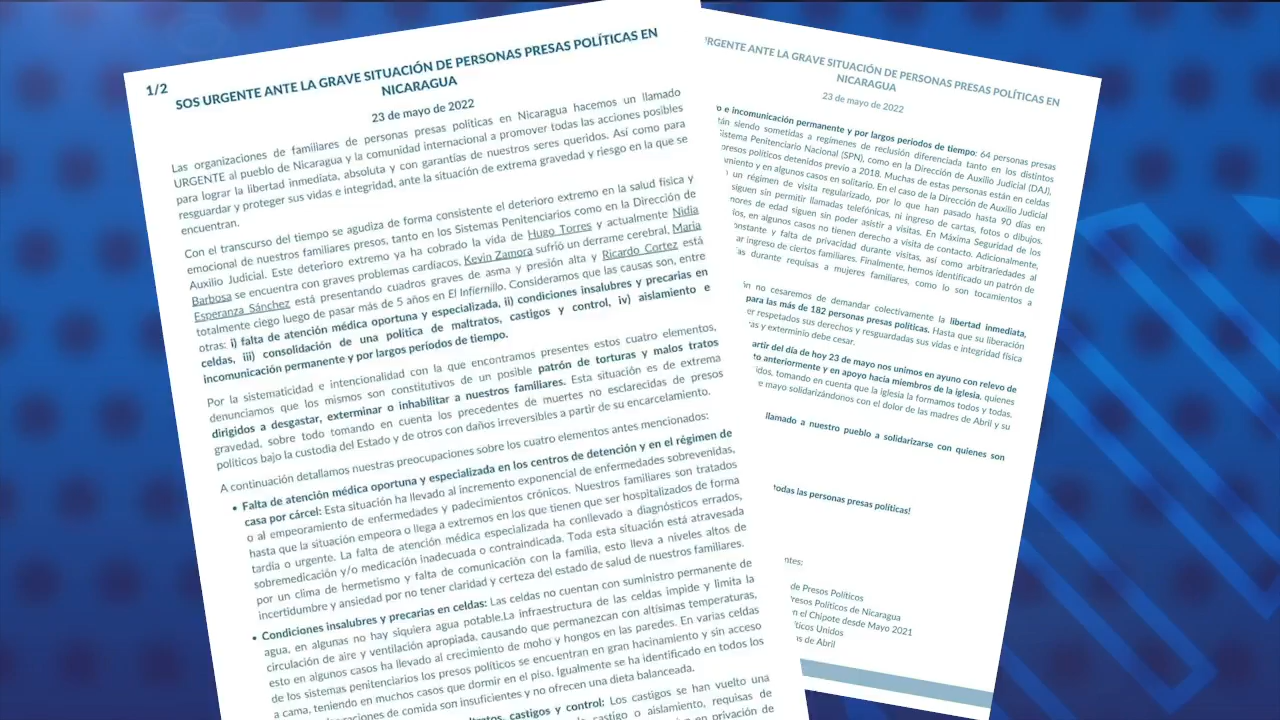 1/2
SOS URGENTE ANTE LA GRAVE SITUACIÓN DE PERSONAS PRESAS POLÍTICAS EN
NICARAGUA
23 de mayo de 2022
Las organizaciones de familiares de personas presas políticas en Nicaragua hacemos un llamado
URGENTE al pueblo de Nicaragua y la comunidad internacional a promover todas las acciones posibles
para lograr la libertad inmediata, absoluta y con garantías de nuestros seres queridos. Así como para
resguardar y proteger sus vidas e integridad, ante la situación de extrema gravedad y riesgo en la que se
encuentran.
Con el transcurso del tiempo se agudiza de forma consistente el deterioro extremo en la salud física y
emocional de nuestros familiares presos, tanto en los Sistemas Penitenciarios como en la Dirección de
Auxilio Judicial. Este deterioro extremo ya ha cobrado la vida de Hugo Torres y actualmente Nidia
Barbosa se encuentra con graves problemas cardiacos, Kevin Zamora sufrió un derrame cerebral, Maria
Esperanza Sánchez está presentando cuadros graves de asma y presión alta y Ricardo Cortez está
totalmente ciego luego de pasar más de 5 años en El Infiernillo. Consideramos que las causas son, entre
otras: i) falta de atención médica oportuna y especializada, ii) condiciones insalubres y precarias en
celdas, iii) consolidación de una política de maltratos, castigos y control, iv) aislamiento e
incomunicación permanente y por largos períodos de tiempo.
Por la sistematicidad e intencionalidad con la que encontramos presentes estos cuatro elementos,
denunciamos que los mismos son constitutivos de un posible patrón de torturas y malos tratos
dirigidos a desgastar, exterminar o inhabilitar a nuestros familiares. Esta situación es de extrema
gravedad, sobre todo tomando en cuenta los precedentes de muertes no esclarecidas de presos
políticos bajo la custodia del Estado y de otros con daños irreversibles a partir de su encarcelamiento.
A continuación detallamos nuestras preocupaciones sobre los cuatro elementos antes mencionados:
• Falta de atención médica oportuna y especializada en los centros de detención y en el régimen de
casa por cárcel: Esta situación ha llevado al incremento exponencial de enfermedades sobrevenidas,
o al empeoramiento de enfermedades y padecimientos crónicos. Nuestros familiares son tratados
hasta que la situación empeora o llega a extremos en los que tienen que ser hospitalizados de forma
tardía o urgente. La falta de atención médica especializada ha conllevado a diagnósticos errados,
sobremedicación y/o medicación inadecuada o contraindicada. Toda esta situación está atravesada
por un clima de hermetismo y falta de comunicación con la familia, esto lleva a niveles altos de
incertidumbre y ansiedad por no tener claridad y certeza del estado de salud de nuestros familiares.
• Condiciones insalubres y precarias en celdas: Las celdas no cuentan con suministro permanente de
agua, en algunas no hay siquiera agua potable.La infraestructura de las celdas impide y limita la
circulación de aire y ventilación apropiada, causando que permanezcan con altísimas temperaturas,
esto en algunos casos ha llevado al crecimiento de moho y hongos en las paredes. En varias celdas
de los sistemas penitenciarios los presos políticos se encuentran en gran hacinamiento y sin acceso
a cama, teniendo en muchos casos que dormir en el piso. Igualmente se ha identificado en todos los
raciones de comida son insuficientes y no ofrecen una dieta balanceada.
castigos y control: Los castigos se han vuelto una
castigo o aislamiento, requisas de
en privación de
URGENTE ANTE LA GRAVE SITUACIÓN DE PERSONAS PRESAS POLÍTICAS EN
NICARAGUA
23 de mayo de 2022
o e incomunicación permanente y por largos períodos de tiempo: 64 personas presas
siendo sometidas a regimenes de reclusión diferenciada tanto en los distintos
istema Penitenciario Nacional (SPN), como en la Dirección de Auxilio Judicial (DAJ),
presos políticos detenidos previo a 2018. Muchas de estas personas están en celdas
amiento y en algunos casos en solitario. En el caso de la Dirección de Auxilio Judicial
un régimen de visita regularizado, por lo que han pasado hasta 90 días en
siguen sin permitir llamadas telefónicas, ni ingreso de cartas, fotos o dibujos.
nores de edad siguen sin poder asistir a visitas. En Máxima Seguridad de los
ios, en algunos casos no tienen derecho a visita de contacto. Adicionalmente,
onstante y falta de privacidad durante visitas, así como arbitrariedades al
ar ingreso de ciertos familiares. Finalmente, hemos identificado un patrón de
as durante requisas a mujeres familiares, como lo son tocamientos a
in no cesaremos de demandar colectivamente la libertad inmediata,
para las más de 182 personas presas políticas. Hasta que su liberación
er respetados sus derechos y resguardadas sus vidas e integridad física
as y exterminio debe cesar.
artir del día de hoy 23 de mayo nos unimos en ayuno con relevo de
to anteriormente y en apoyo hacia miembros de la iglesia, quienes
idos, tomando en cuenta que la iglesia la formamos todos y todas.
e mayo solidarizándonos con el dolor de las madres de Abril y su
llamado a nuestro pueblo a solidarizarse con quienes son
todas las personas presas políticas!
ntes:
de Presos Políticos
resos Políticos de Nicaragua
n el Chipote desde Mayo 2021
ticos Unidos
s de Abril